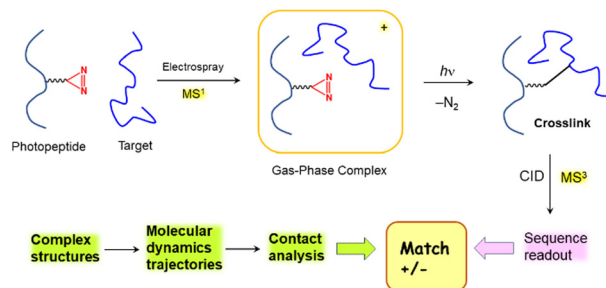 N
N
Electrospray
MS¹
+
N
N
hν
–N₂
Photopeptide
Target
Gas-Phase Complex
Crosslink
CID
MS³
Complex
structures
Molecular
dynamics
trajectories
Contact
analysis
Match
+/-
Sequence
readout